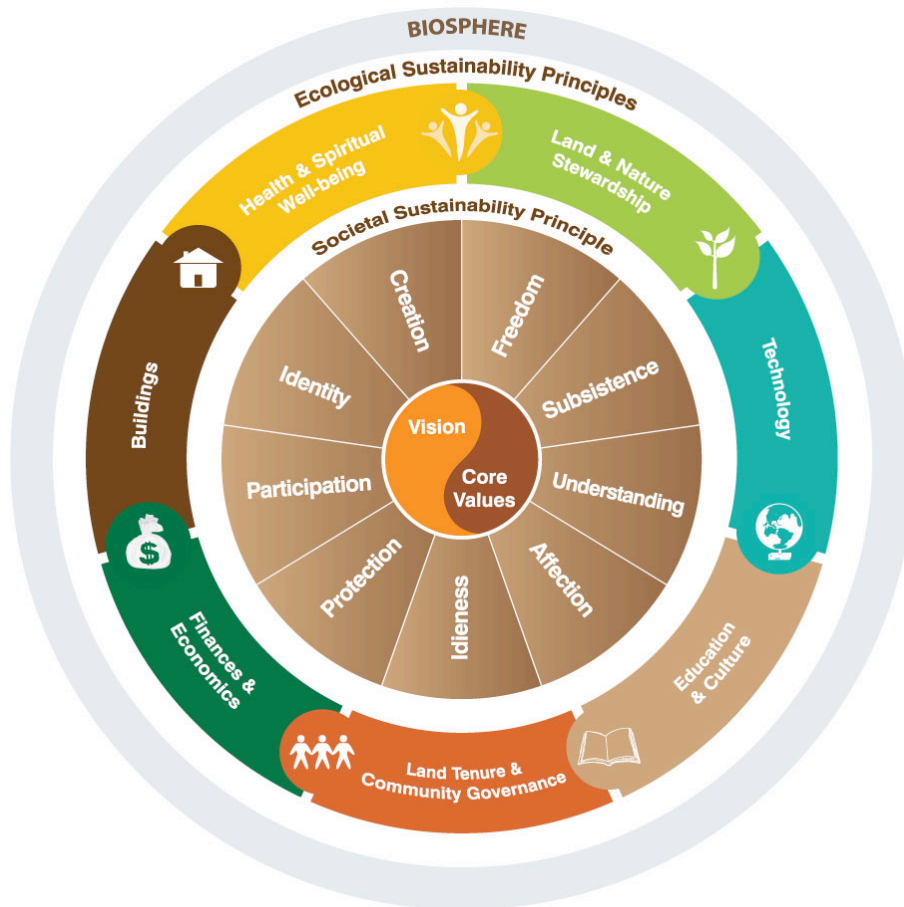 BIOSPHERE
Ecological Sustainability Principles
Health & Spiritual
Well-being
Land & Nature
Stewardship
Technology
Education
& Culture
Land Tenure &
Community Governance
Finances &
Economics
Buildings
Societal Sustainability Principle
Creation
Freedom
Subsistence
Understanding
Affection
Idieness
Protection
Participation
Identity
Vision
Core
Values
$